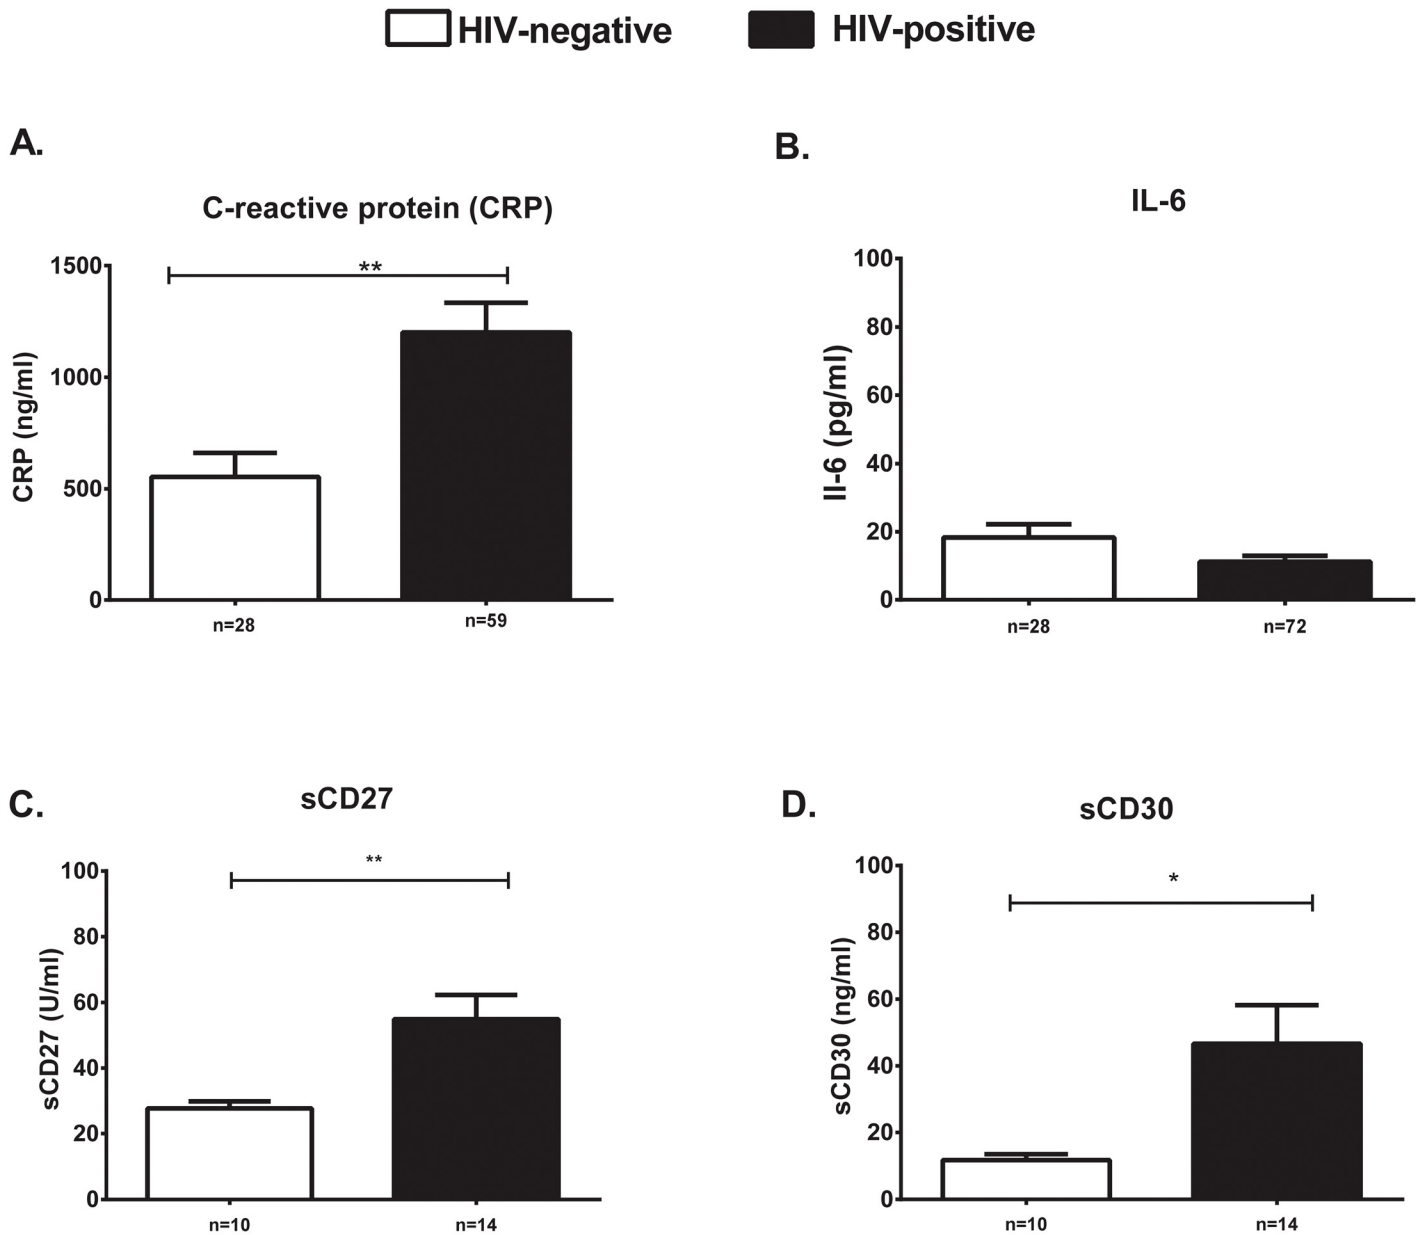 HIV-negative
HIV-positive
A.
C-reactive protein (CRP)
CRP (ng/ml)
1500
1000
500
0
**
n=28
n=59
B.
IL-6
Il-6 (pg/ml)
100
80
60
40
20
0
n=28
n=72
C.
sCD27
sCD27 (U/ml)
100
80
60
40
20
0
**
n=10
n=14
D.
sCD30
sCD30 (ng/ml)
100
80
60
40
20
0
*
n=10
n=14